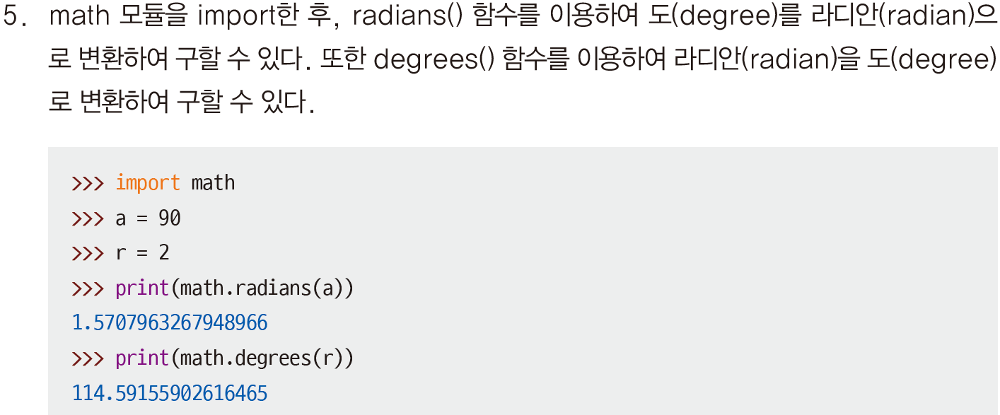 5. math 모듈을 import한 후, radians() 함수를 이용하여 도(degree)를 라디안(radian)으
로 변환하여 구할 수 있다. 또한 degrees() 함수를 이용하여 라디안(radian)을 도(degree)
로 변환하여 구할 수 있다.
>>> import math
>>> a = 90
>>> r = 2
>>> print(math.radians(a))
1.5707963267948966
>>> print(math.degrees(r))
114.59155902616465